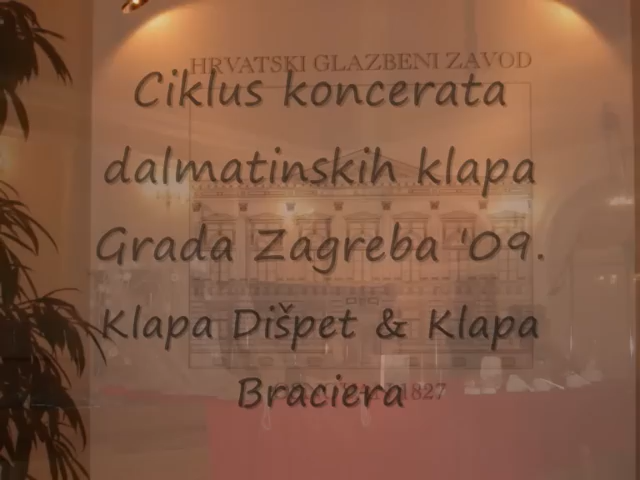 HRVATSKI GLAZBENI ZAVOD
Ciklus koncerata
dalmatinskih klapa
Grada Zagreba '09.
Klapa Dišpet & Klapa
Braciera
1827